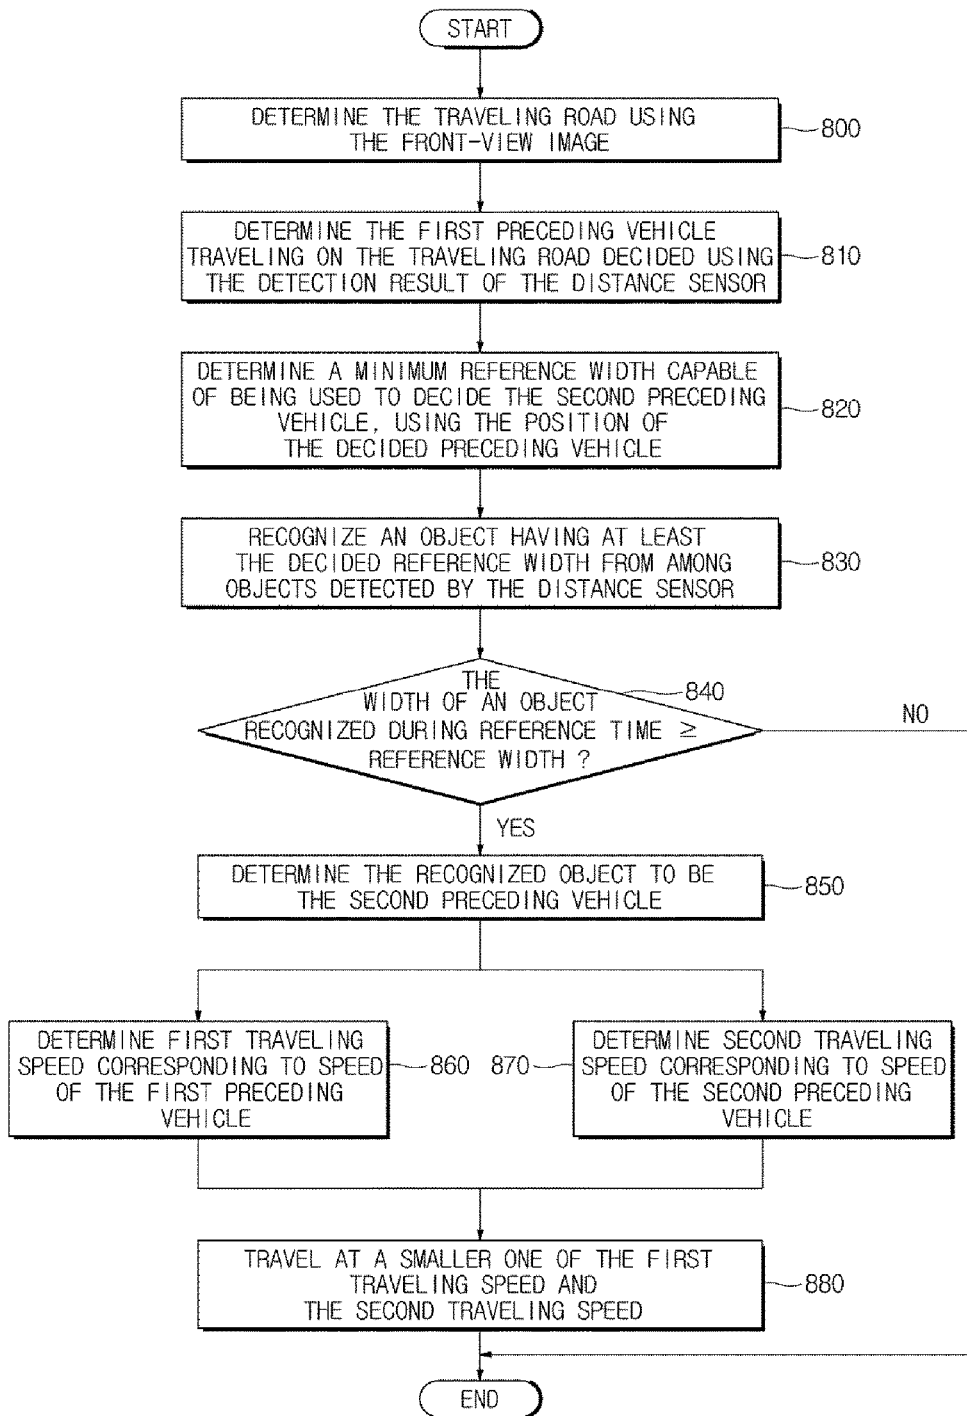 START
DETERMINE THE TRAVELING ROAD USING
THE FRONT-VIEW IMAGE
800
DETERMINE THE FIRST PRECEDING VEHICLE
TRAVELING ON THE TRAVELING ROAD DECIDED USING
THE DETECTION RESULT OF THE DISTANCE SENSOR
810
DETERMINE A MINIMUM REFERENCE WIDTH CAPABLE
OF BEING USED TO DECIDE THE SECOND PRECEDING
VEHICLE, USING THE POSITION OF
THE DECIDED PRECEDING VEHICLE
820
RECOGNIZE AN OBJECT HAVING AT LEAST
THE DECIDED REFERENCE WIDTH FROM AMONG
OBJECTS DETECTED BY THE DISTANCE SENSOR
830
THE
WIDTH OF AN OBJECT
RECOGNIZED DURING REFERENCE TIME ≥
REFERENCE WIDTH ?
840
NO
YES
DETERMINE THE RECOGNIZED OBJECT TO BE
THE SECOND PRECEDING VEHICLE
850
DETERMINE FIRST TRAVELING
SPEED CORRESPONDING TO SPEED
OF THE FIRST PRECEDING
VEHICLE
860
870
DETERMINE SECOND TRAVELING
SPEED CORRESPONDING TO SPEED
OF THE SECOND PRECEDING
VEHICLE
TRAVEL AT A SMALLER ONE OF THE FIRST
TRAVELING SPEED AND
THE SECOND TRAVELING SPEED
880
END